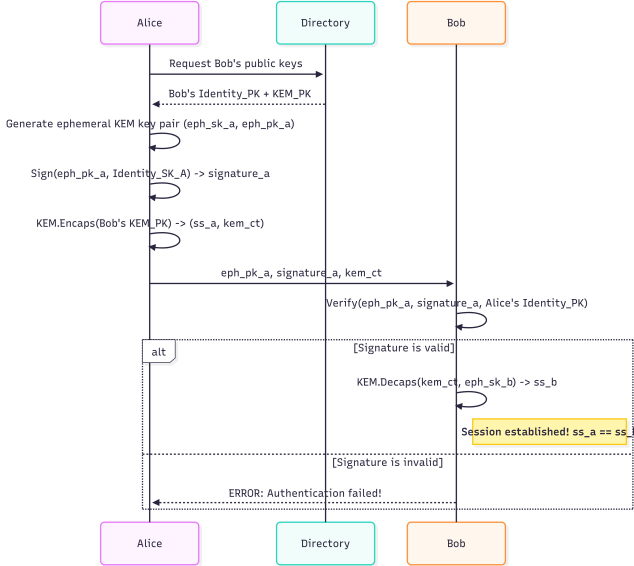 Alice
Directory
Bob
Request Bob's public keys
Bob's Identity_PK + KEM_PK
Generate ephemeral KEM key pair (eph_sk_a, eph_pk_a)
Sign(eph_pk_a, Identity_SK_A) -> signature_a
KEM.Encaps(Bob's KEM_PK) -> (ss_a, kem_ct)
eph_pk_a, signature_a, kem_ct
Verify(eph_pk_a, signature_a, Alice's Identity_PK)
alt
[Signature is valid]
KEM.Decaps(kem_ct, eph_sk_b) -> ss_b
Session established! ss_a == ss_
[Signature is invalid]
ERROR: Authentication failed!
Alice
Directory
Bob